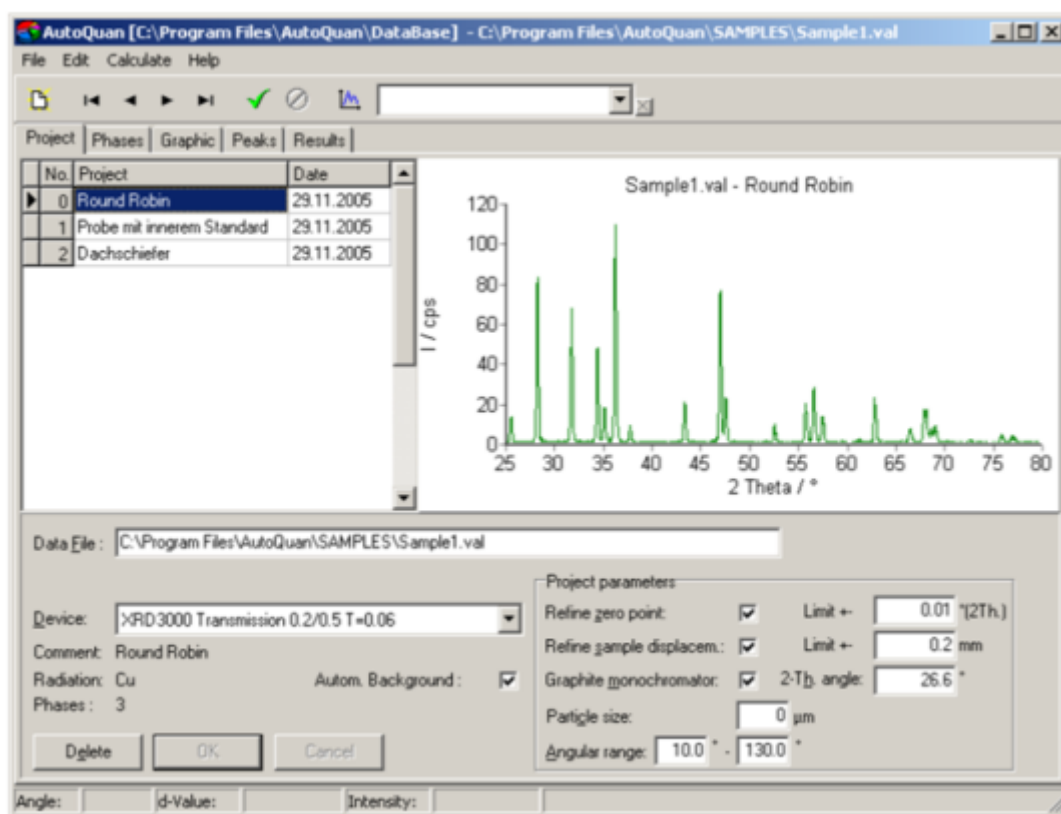 AutoQuan [C:\Program Files\AutoQuan\DataBase] - C:\Program Files\AutoQuan\SAMPLES\Sample1.val
File Edit Calculate Help
Project Phases Graphic Peaks Results
No. Project Date
0 Round Robin 29.11.2005
1 Probe mit innerem Standard 29.11.2005
2 Dachschiefer 29.11.2005
Sample1.val - Round Robin
120
100
80
60
40
20
0
I / cps
25 30 35 40 45 50 55 60 65 70 75 80
2 Theta / °
Data File : C:\Program Files\AutoQuan\SAMPLES\Sample1.val
Device: XRD3000 Transmission 0.2/0.5 T=0.06
Comment: Round Robin
Radiation: Cu Autom. Background :
Phases : 3
Delete OK Cancel
Project parameters
Refine zero point: Limit +- 0.01 °(2Th.)
Refine sample displacem.: Limit +- 0.2 mm
Graphite monochromator: 2-Th. angle: 26.6 °
Particle size: 0 µm
Angular range: 10.0 ° - 130.0 °
Angle: d-Value: Intensity: